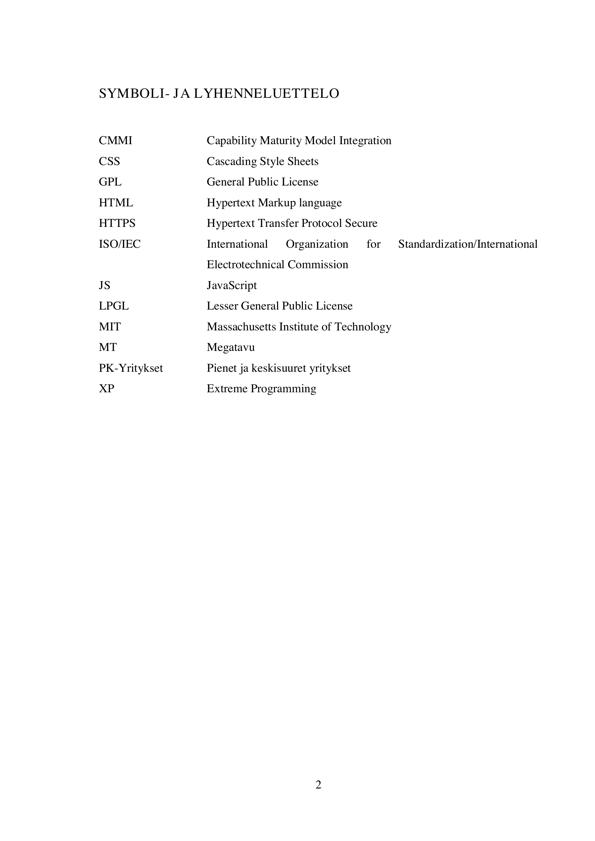 SYMBOLI- JA LYHENNELUETTELO
CMMI Capability Maturity Model Integration
CSS Cascading Style Sheets
GPL General Public License
HTML Hypertext Markup language
HTTPS Hypertext Transfer Protocol Secure
ISO/IEC International Organization for Standardization/International
Electrotechnical Commission
JS JavaScript
LPGL Lesser General Public License
MIT Massachusetts Institute of Technology
MT Megatavu
PK-Yritykset Pienet ja keskisuuret yritykset
XP Extreme Programming
2